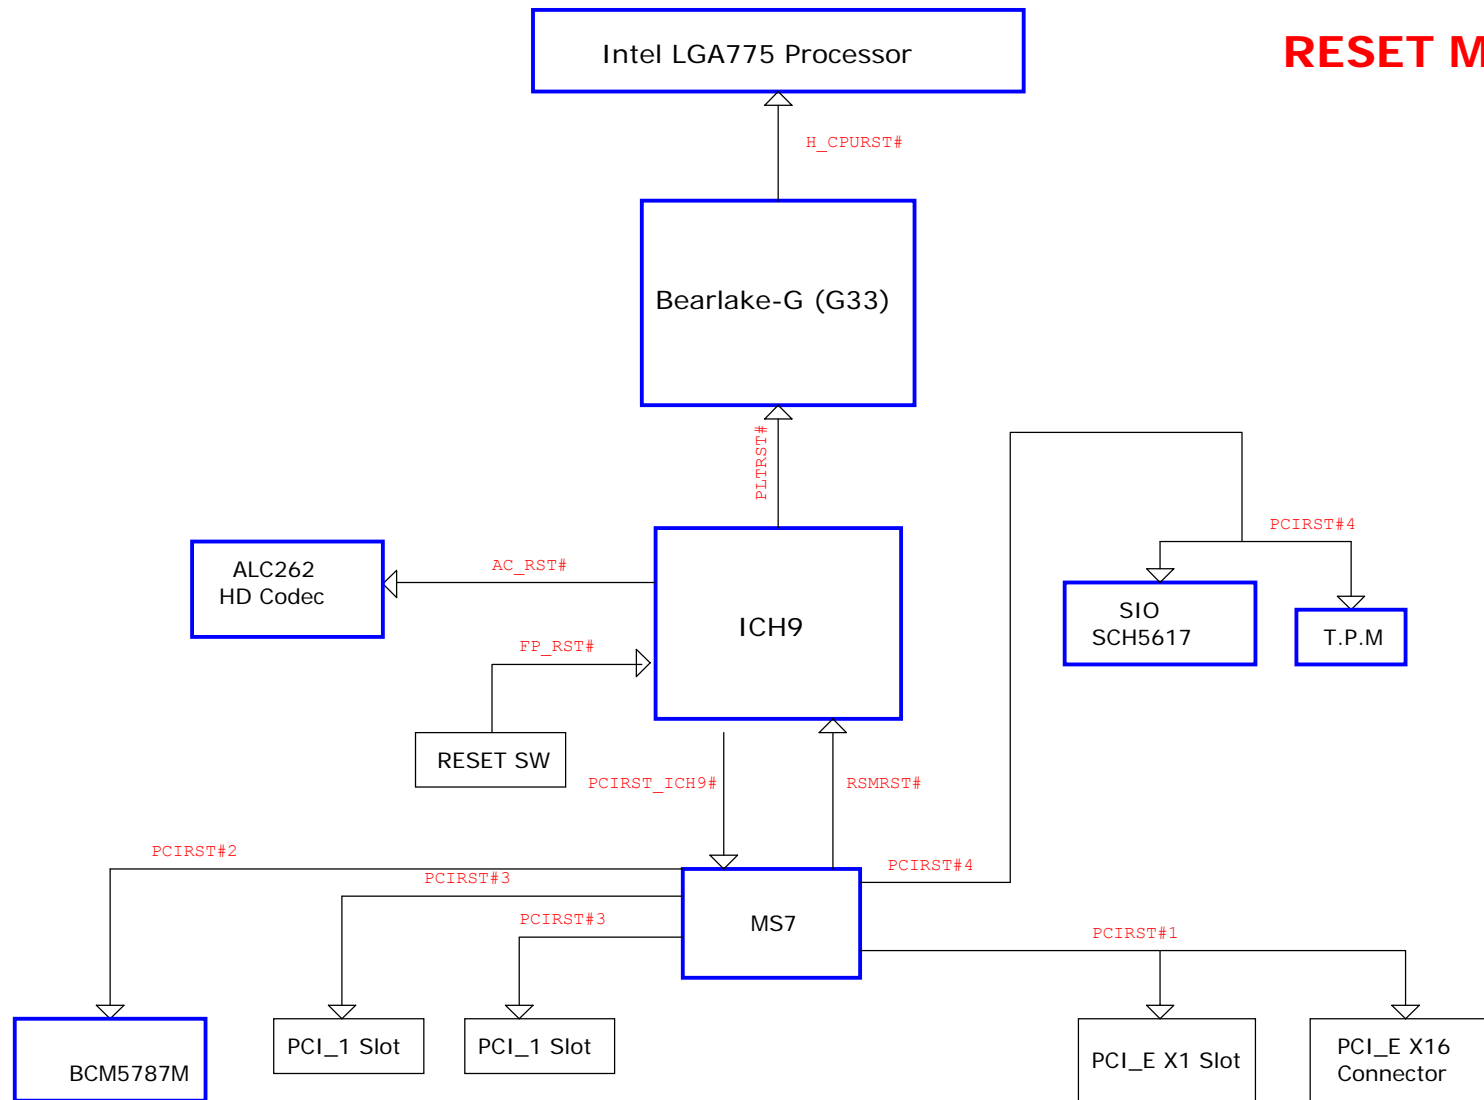 Intel LGA775 Processor
RESET M
H_CPURST#
Bearlake-G (G33)
PLTRST#
PCIRST#4
ALC262
HD Codec
AC_RST#
ICH9
SIO
SCH5617
T.P.M
FP_RST#
RESET SW
PCIRST_ICH9#
RSMRST#
PCIRST#2
PCIRST#3
PCIRST#3
PCIRST#4
MS7
PCIRST#1
BCM5787M
PCI_1 Slot
PCI_1 Slot
PCI_E X1 Slot
PCI_E X16
Connector